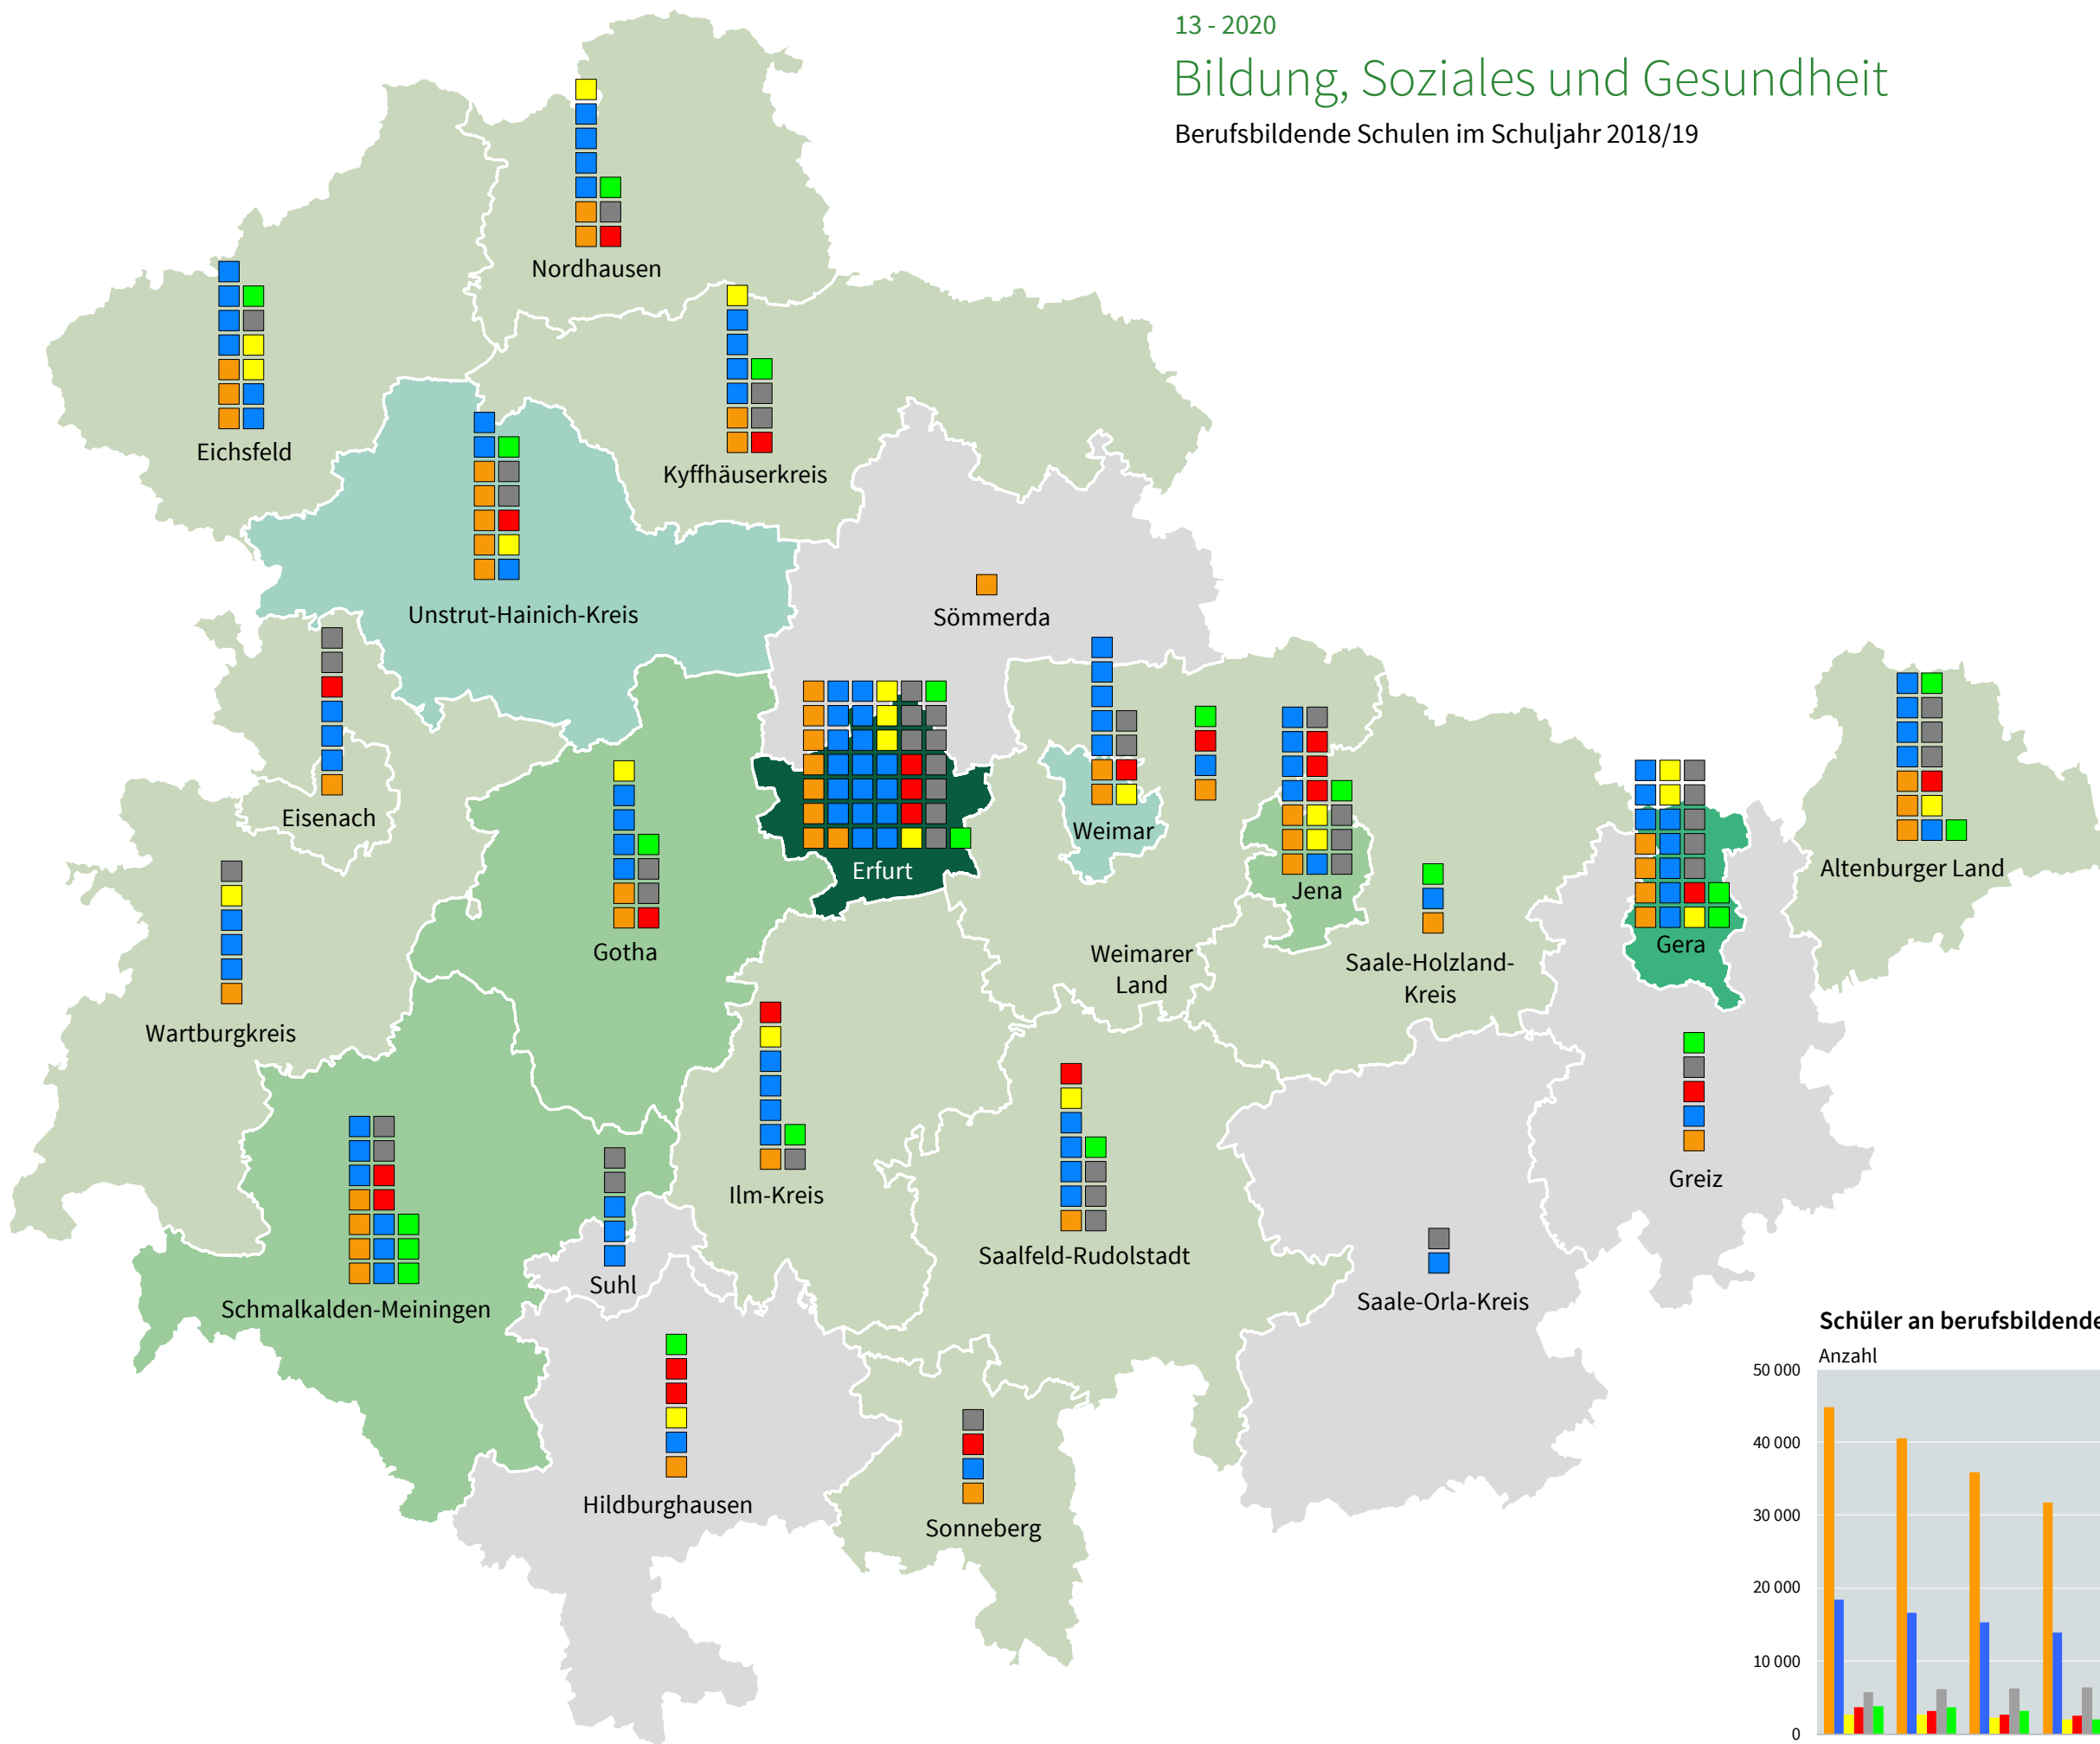 13 - 2020
Bildung, Soziales und Gesundheit
Berufsbildende Schulen im Schuljahr 2018/19
Nordhausen
Eichsfeld
Kyffhäuserkreis
Unstrut-Hainich-Kreis
Sömmerda
Eisenach
Weimar
Erfurt
Jena
Altenburger Land
Gotha
Gera
Weimarer
Land
Saale-Holzland-
Kreis
Wartburgkreis
Greiz
Ilm-Kreis
Saalfeld-Rudolstadt
Suhl
Schmalkalden-Meiningen
Saale-Orla-Kreis
Hildburghausen
Sonneberg
Schüler an berufsbildende
Anzahl
50 000
40 000
30 000
20 000
10 000
0